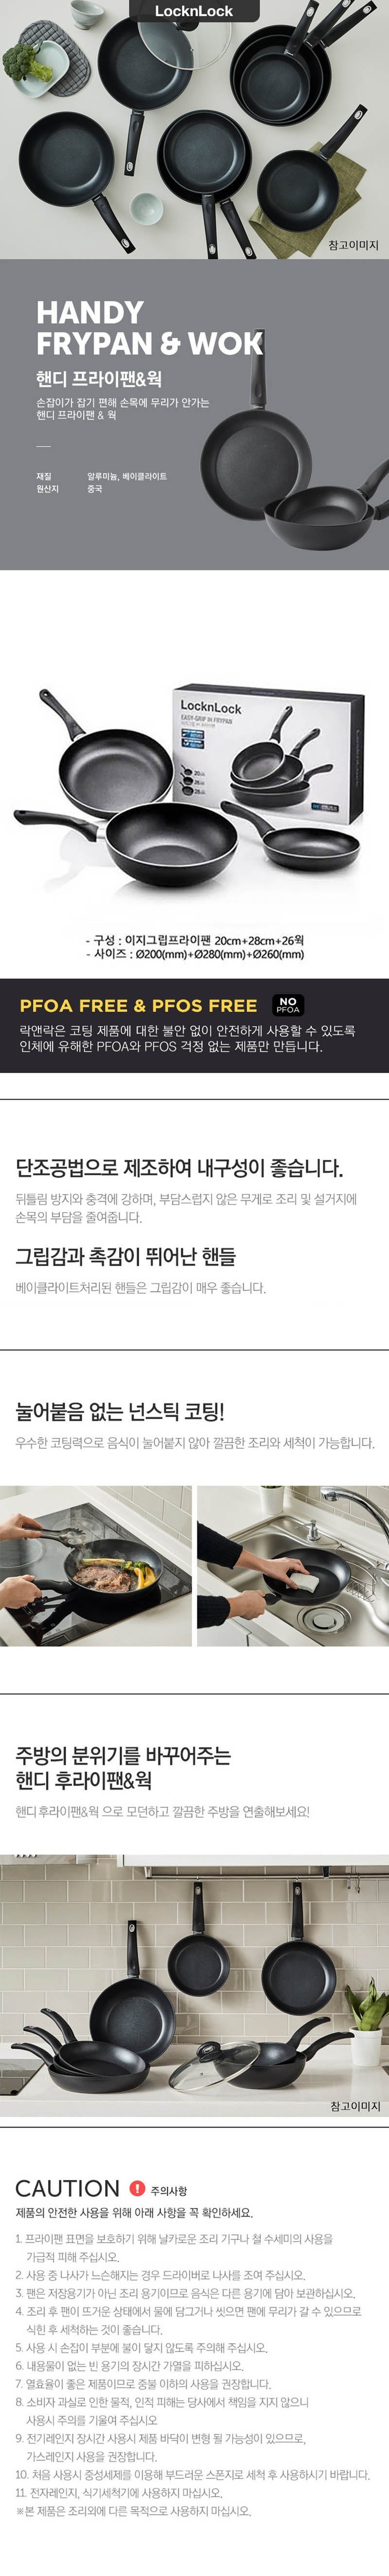 LocknLock
참고이미지
HANDY
FRYPAN & WOK
핸디 프라이팬&웍
손잡이가 잡기 편해 손목에 무리가 안가는
핸디 프라이팬 & 웍
재질 알루미늄, 베이클라이트
원산지 중국
LocknLock
EASY-GRIP IH FRYPAN
- 구성 : 이지그립프라이팬 20cm+28cm+26웍
- 사이즈 : Ø200(mm)+Ø280(mm)+Ø260(mm)
PFOA FREE & PFOS FREE NO PFOA
락앤락은 코팅 제품에 대한 불안 없이 안전하게 사용할 수 있도록
인체에 유해한 PFOA와 PFOS 걱정 없는 제품만 만듭니다.
단조공법으로 제조하여 내구성이 좋습니다.
뒤틀림 방지와 충격에 강하며, 부담스럽지 않은 무게로 조리 및 설거지에
손목의 부담을 줄여줍니다.
그립감과 촉감이 뛰어난 핸들
베이클라이트처리된 핸들은 그립감이 매우 좋습니다.
눌어붙음 없는 넌스틱 코팅!
우수한 코팅력으로 음식이 눌어붙지 않아 깔끔한 조리와 세척이 가능합니다.
주방의 분위기를 바꾸어주는
핸디 후라이팬&웍
핸디 후라이팬&웍 으로 모던하고 깔끔한 주방을 연출해보세요!
참고이미지
CAUTION ! 주의사항
제품의 안전한 사용을 위해 아래 사항을 꼭 확인하세요.
1. 프라이팬 표면을 보호하기 위해 날카로운 조리 기구나 철 수세미의 사용을
가급적 피해 주십시오.
2. 사용 중 나사가 느슨해지는 경우 드라이버로 나사를 조여 주십시오.
3. 팬은 저장용기가 아닌 조리 용기이므로 음식은 다른 용기에 담아 보관하십시오.
4. 조리 후 팬이 뜨거운 상태에서 물에 담그거나 씻으면 팬에 무리가 갈 수 있으므로
식힌 후 세척하는 것이 좋습니다.
5. 사용 시 손잡이 부분에 불이 닿지 않도록 주의해 주십시오.
6. 내용물이 없는 빈 용기의 장시간 가열을 피하십시오.
7. 열효율이 좋은 제품이므로 중불 이하의 사용을 권장합니다.
8. 소비자 과실로 인한 물적, 인적 피해는 당사에서 책임을 지지 않으니
사용시 주의를 기울여 주십시오
9. 전기레인지 장시간 사용시 제품 바닥이 변형 될 가능성이 있으므로,
가스레인지 사용을 권장합니다.
10. 처음 사용시 중성세제를 이용해 부드러운 스폰지로 세척 후 사용하시기 바랍니다.
11. 전자레인지, 식기세척기에 사용하지 마십시오.
※본 제품은 조리외에 다른 목적으로 사용하지 마십시오.